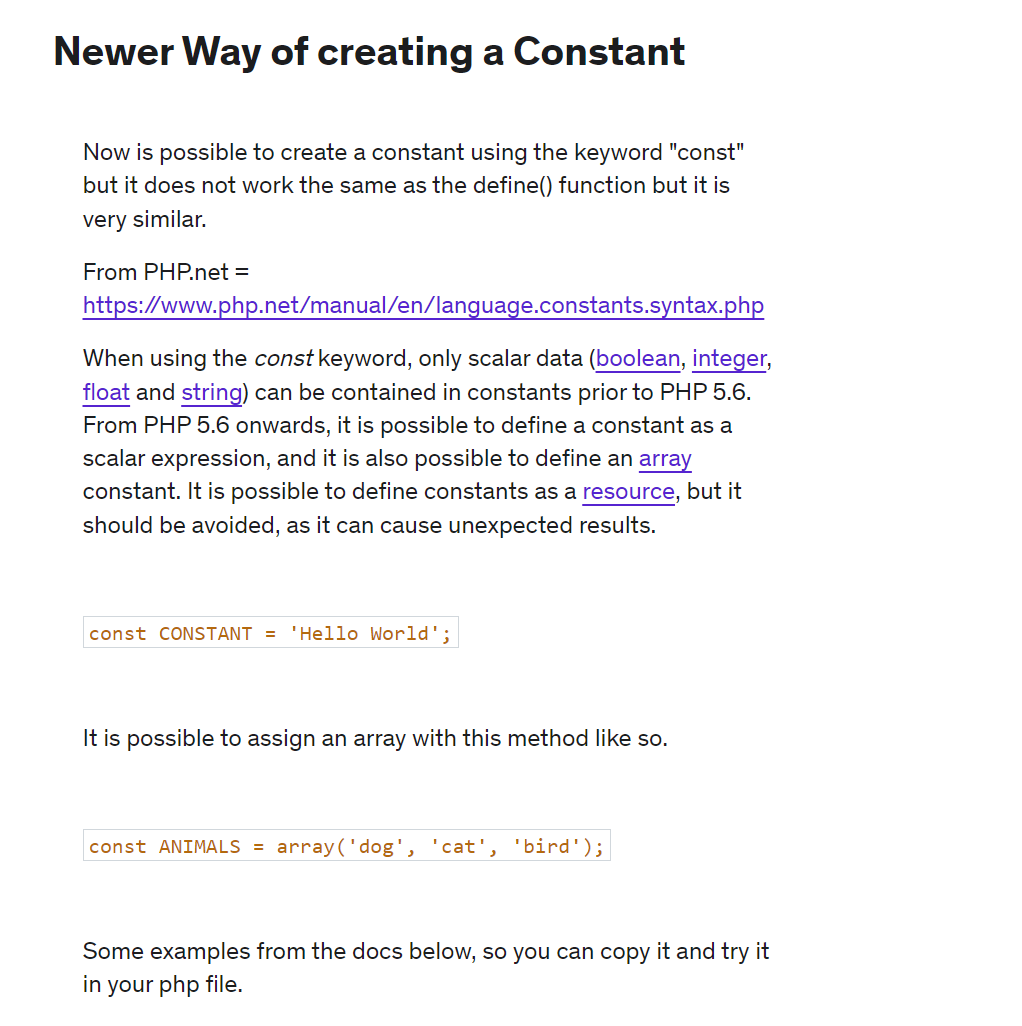 Newer Way of creating a Constant
Now is possible to create a constant using the keyword "const"
but it does not work the same as the define() function but it is
very similar.
From PHP.net =
https://www.php.net/manual/en/language.constants.syntax.php
When using the const keyword, only scalar data (boolean, integer,
float and string) can be contained in constants prior to PHP 5.6.
From PHP 5.6 onwards, it is possible to define a constant as a
scalar expression, and it is also possible to define an array
constant. It is possible to define constants as a resource, but it
should be avoided, as it can cause unexpected results.
const CONSTANT = 'Hello World';
It is possible to assign an array with this method like so.
const ANIMALS = array('dog', 'cat', 'bird');
Some examples from the docs below, so you can copy it and try it
in your php file.